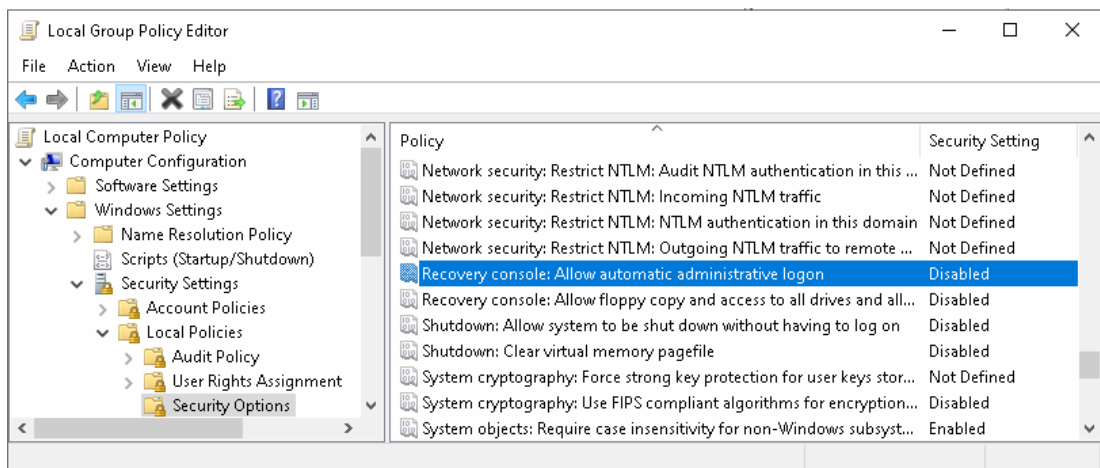 Local Group Policy Editor
File Action View Help
Local Computer Policy
Computer Configuration
Software Settings
Windows Settings
Name Resolution Policy
Scripts (Startup/Shutdown)
Security Settings
Account Policies
Local Policies
Audit Policy
User Rights Assignment
Security Options
Policy Security Setting
Network security: Restrict NTLM: Audit NTLM authentication in this ... Not Defined
Network security: Restrict NTLM: Incoming NTLM traffic Not Defined
Network security: Restrict NTLM: NTLM authentication in this domain Not Defined
Network security: Restrict NTLM: Outgoing NTLM traffic to remote ... Not Defined
Recovery console: Allow automatic administrative logon Disabled
Recovery console: Allow floppy copy and access to all drives and all... Disabled
Shutdown: Allow system to be shut down without having to log on Disabled
Shutdown: Clear virtual memory pagefile Disabled
System cryptography: Force strong key protection for user keys stor... Not Defined
System cryptography: Use FIPS compliant algorithms for encryption... Disabled
System objects: Require case insensitivity for non-Windows subsyst... Enabled